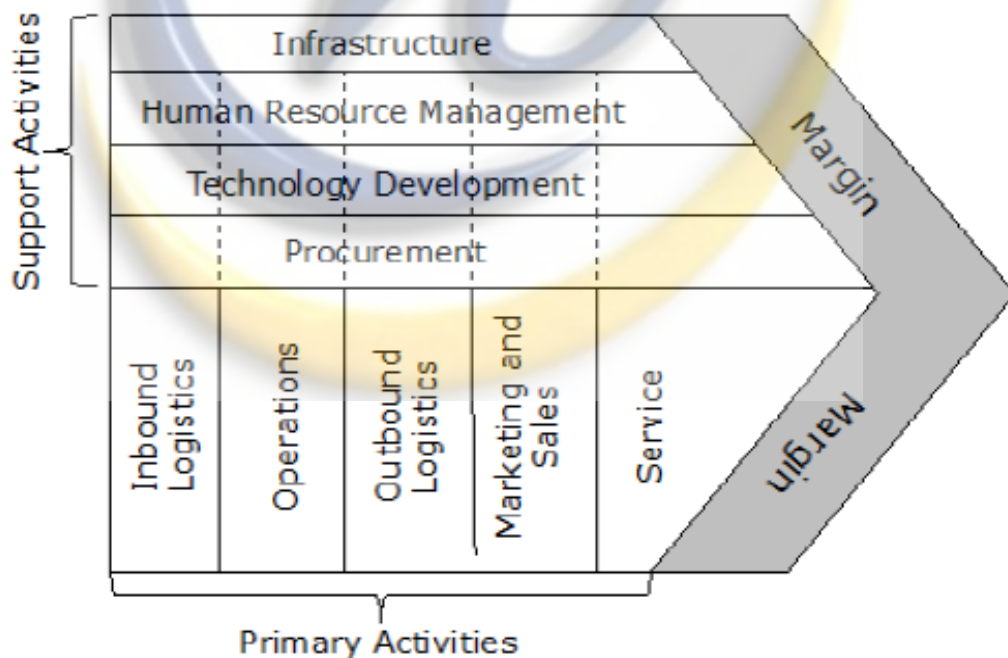 Support Activities
Infrastructure
Human Resource Management
Technology Development
Procurement
Margin
Inbound
Logistics
Operations
Outbound
Logistics
Marketing and
Sales
Service
Margin
Primary Activities